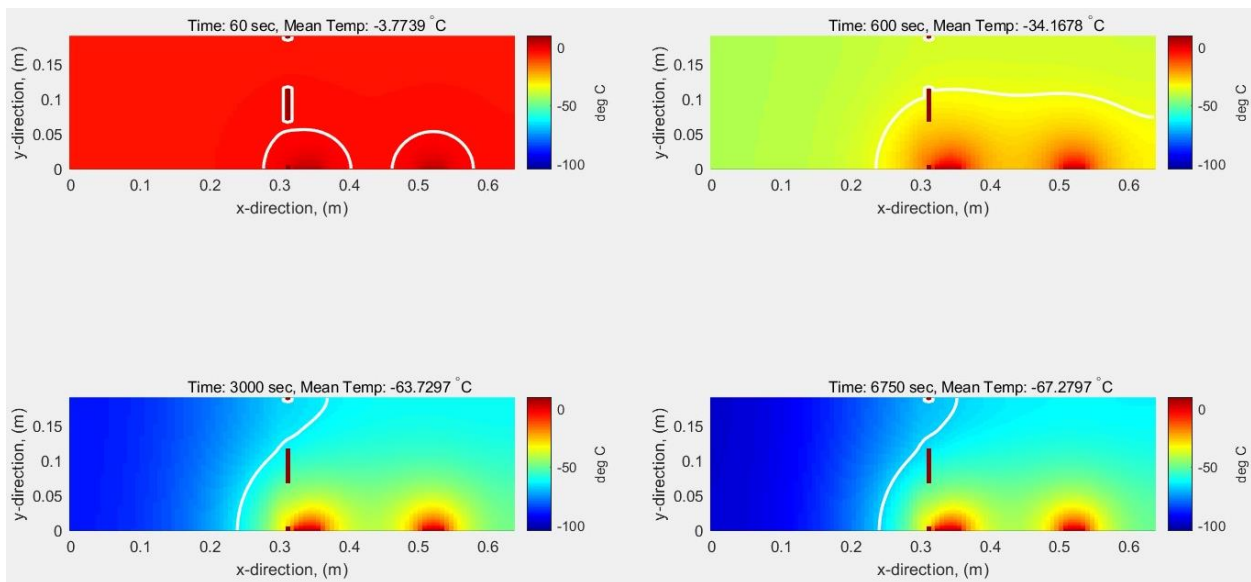 Time: 60 sec, Mean Temp: -3.7739 °C
y-direction, (m)
0.15
0.1
0.05
0
0 0.1 0.2 0.3 0.4 0.5 0.6
x-direction, (m)
0
-50
-100
deg C
Time: 600 sec, Mean Temp: -34.1678 °C
y-direction, (m)
0.15
0.1
0.05
0
0 0.1 0.2 0.3 0.4 0.5 0.6
x-direction, (m)
0
-50
-100
deg C
Time: 3000 sec, Mean Temp: -63.7297 °C
y-direction, (m)
0.15
0.1
0.05
0
0 0.1 0.2 0.3 0.4 0.5 0.6
x-direction, (m)
0
-50
-100
deg C
Time: 6750 sec, Mean Temp: -67.2797 °C
y-direction, (m)
0.15
0.1
0.05
0
0 0.1 0.2 0.3 0.4 0.5 0.6
x-direction, (m)
0
-50
-100
deg C